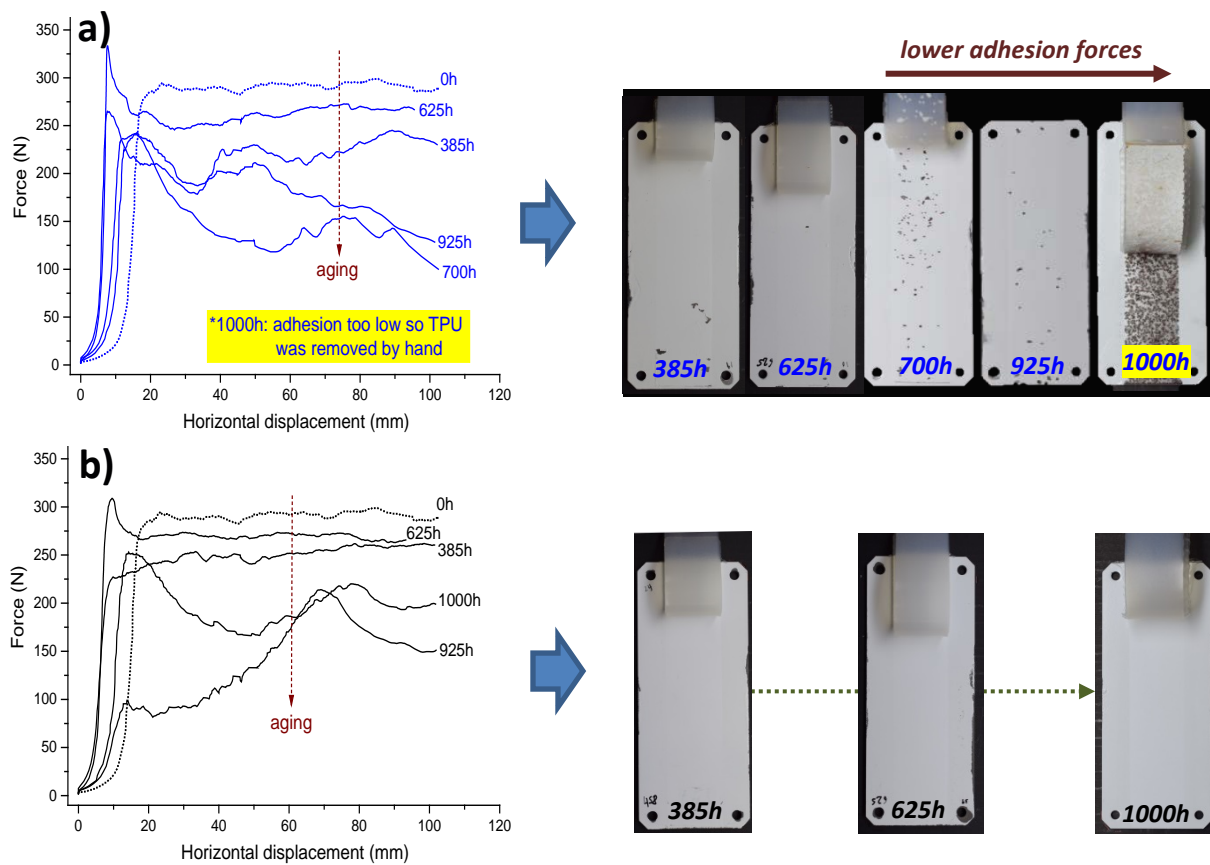 a)
350
300
250
200
150
100
50
0
Force (N)
0h
625h
385h
925h
700h
aging
*1000h: adhesion too low so TPU
was removed by hand
0 20 40 60 80 100 120
Horizontal displacement (mm)
lower adhesion forces
385h
625h
700h
925h
1000h
b)
350
300
250
200
150
100
50
0
Force (N)
0h
625h
385h
1000h
925h
aging
0 20 40 60 80 100 120
Horizontal displacement (mm)
385h
625h
1000h